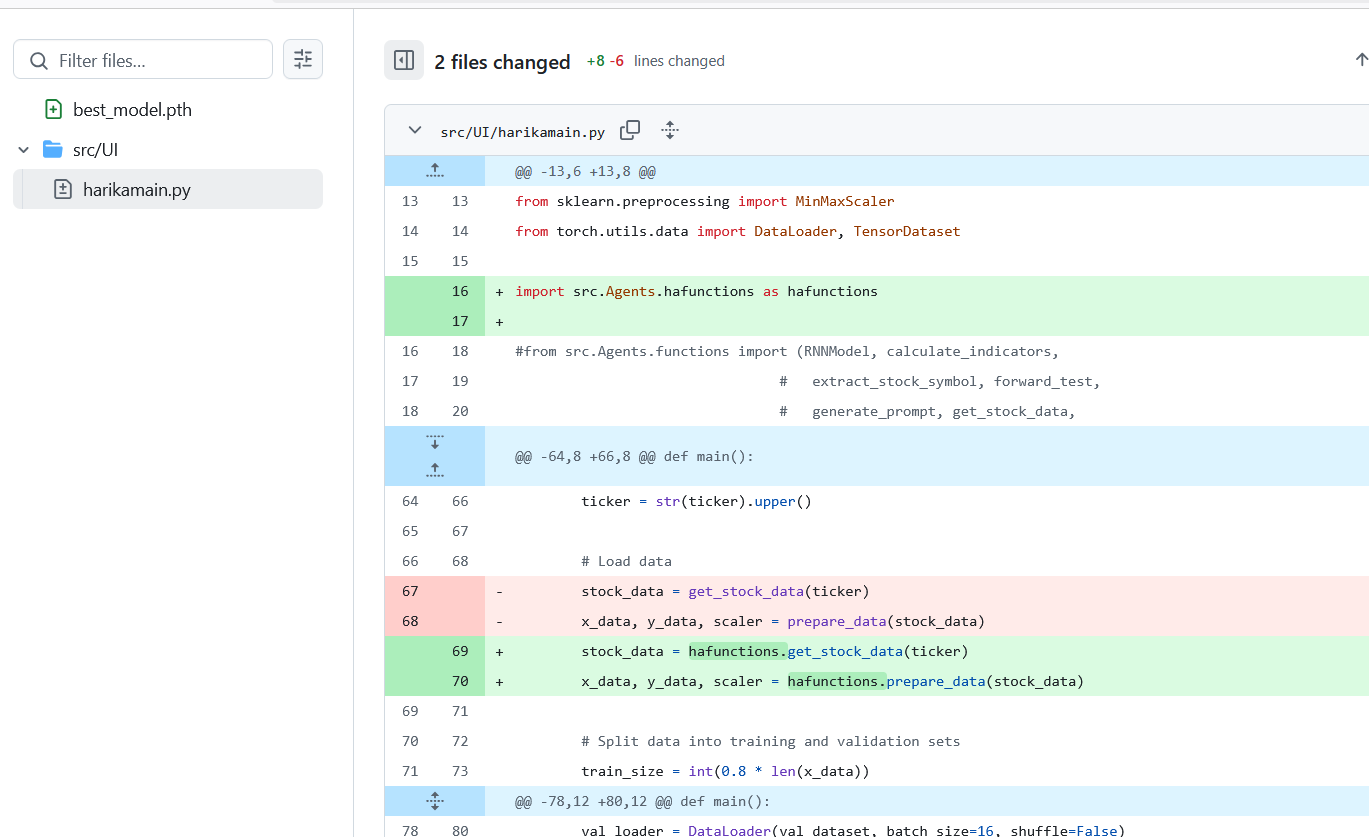 Filter files...
best_model.pth
src/UI
harikamain.py
2 files changed +8 -6 lines changed
src/UI/harikamain.py
@@ -13,6 +13,8 @@
13 13 from sklearn.preprocessing import MinMaxScaler
14 14 from torch.utils.data import DataLoader, TensorDataset
15 15
16 + import src.Agents.hafunctions as hafunctions
17 +
16 18 #from src.Agents.functions import (RNNModel, calculate_indicators,
17 19 # extract_stock_symbol, forward_test,
18 20 # generate_prompt, get_stock_data,
@@ -64,8 +66,8 @@ def main():
64 66 ticker = str(ticker).upper()
65 67
66 68 # Load data
67 - stock_data = get_stock_data(ticker)
68 - x_data, y_data, scaler = prepare_data(stock_data)
69 + stock_data = hafunctions.get_stock_data(ticker)
70 + x_data, y_data, scaler = hafunctions.prepare_data(stock_data)
69 71
70 72 # Split data into training and validation sets
71 73 train_size = int(0.8 * len(x_data))
@@ -78,12 +80,12 @@ def main():
78 80 val_loader = DataLoader(val_dataset, batch_size=16, shuffle=False)